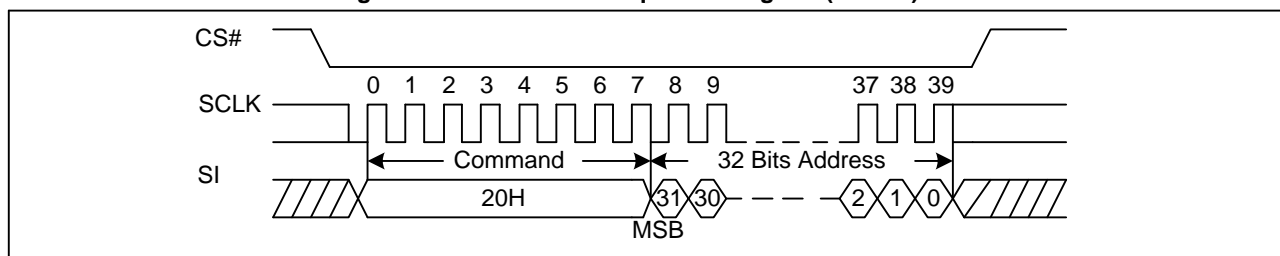 CS#
0 1 2 3 4 5 6 7 8 9 37 38 39
SCLK
Command 32 Bits Address
SI
20H 31 30 2 1 0
MSB